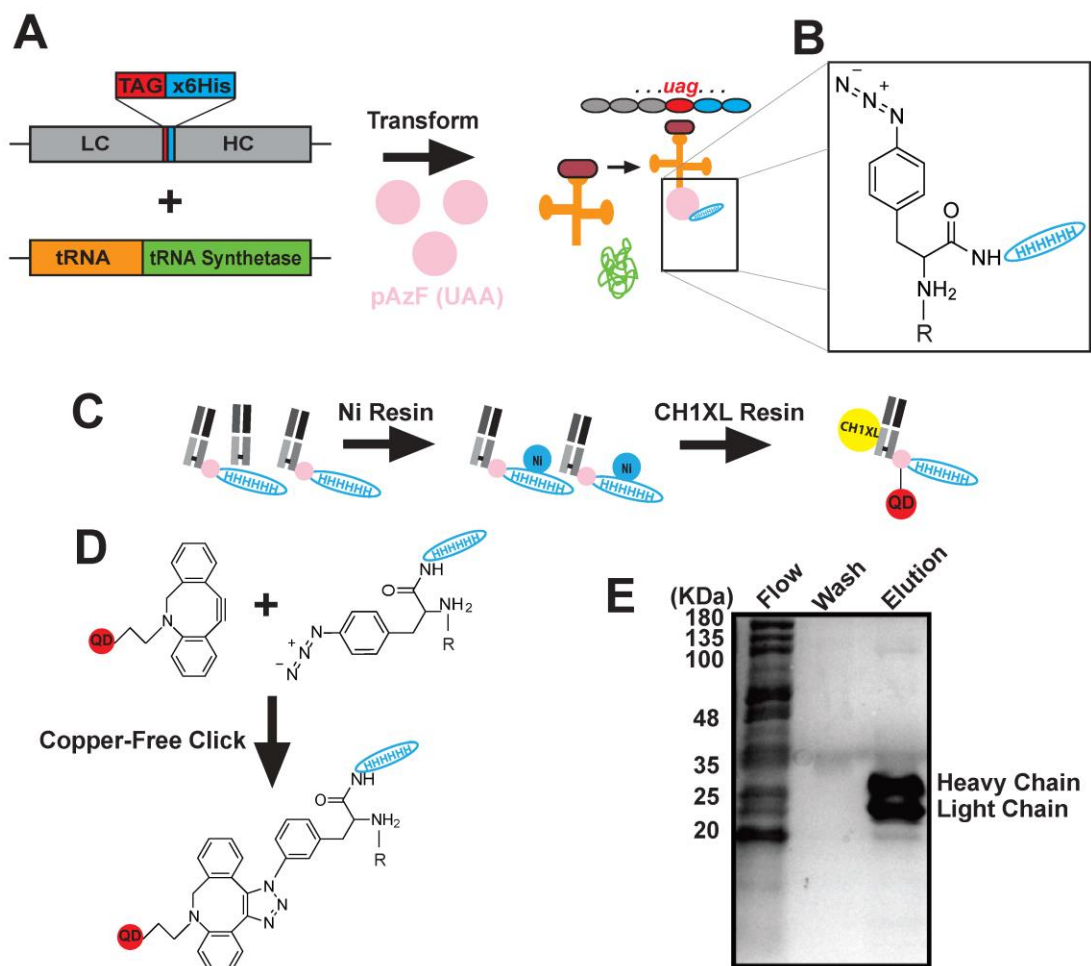 A
TAG x6His
LC HC
+
tRNA tRNA Synthetase
Transform
pAzF (UAA)
...uag...
B
N N N
− +
O
NH HHHHHH
NH2
R
C
HHHHHH HHHHHH
Ni Resin
Ni Ni
HHHHHH HHHHHH
CH1XL Resin
CH1XL
HHHHHH
QD
D
QD N
+
HHHHHH
NH
O
NH2
R
N N N
− +
Copper-Free Click
HHHHHH
NH
O
NH2
R
N
N
N
N
QD
E
(KDa) Flow Wash Elution
180
135
100
48
35
25
20
Heavy Chain
Light Chain